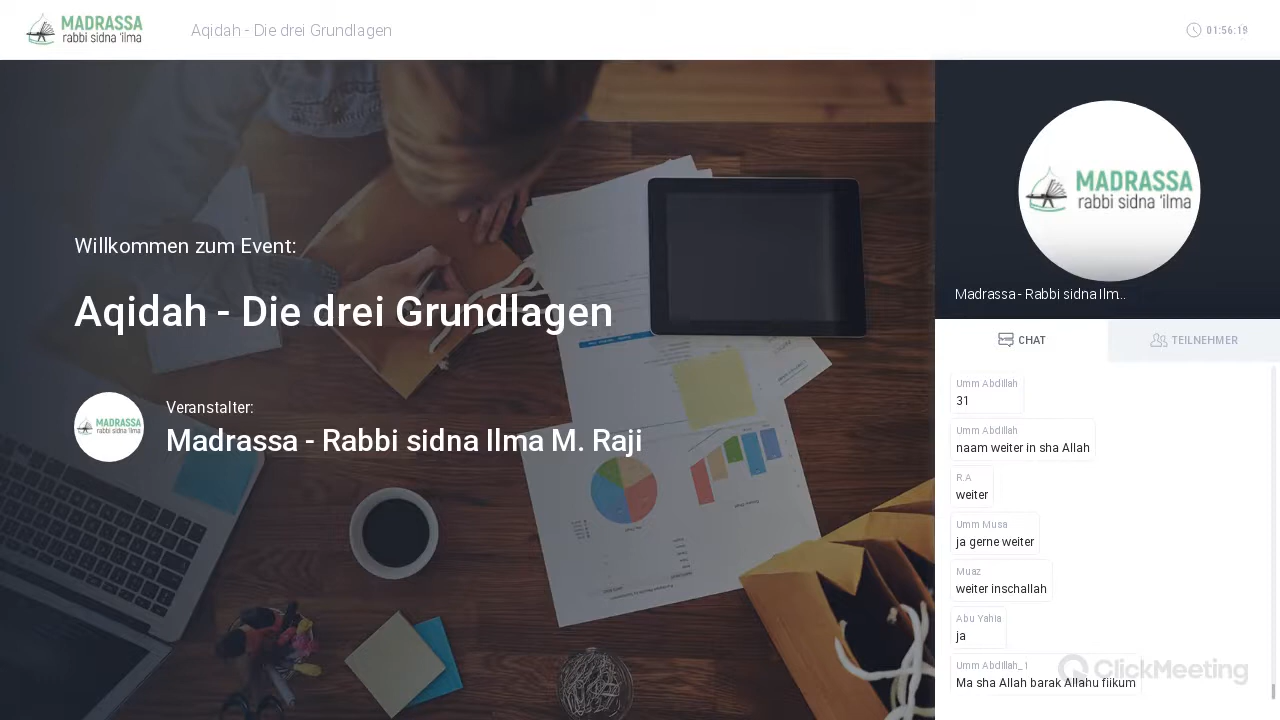 MADRASSA
rabbi sidna 'ilma
Aqidah - Die drei Grundlagen
01:56:19
Willkommen zum Event:
Aqidah - Die drei Grundlagen
MADRASSA
rabbi sidna 'ilma
Veranstalter:
Madrassa - Rabbi sidna Ilma M. Raji
MADRASSA
rabbi sidna 'ilma
Madrassa - Rabbi sidna Ilm...
CHAT
TEILNEHMER
Umm Abdillah
31
Umm Abdillah
naam weiter in sha Allah
R.A
weiter
Umm Musa
ja gerne weiter
Muaz
weiter inschallah
Abu Yahia
ja
Umm Abdillah_1
Ma sha Allah barak Allahu fiikum
ClickMeeting